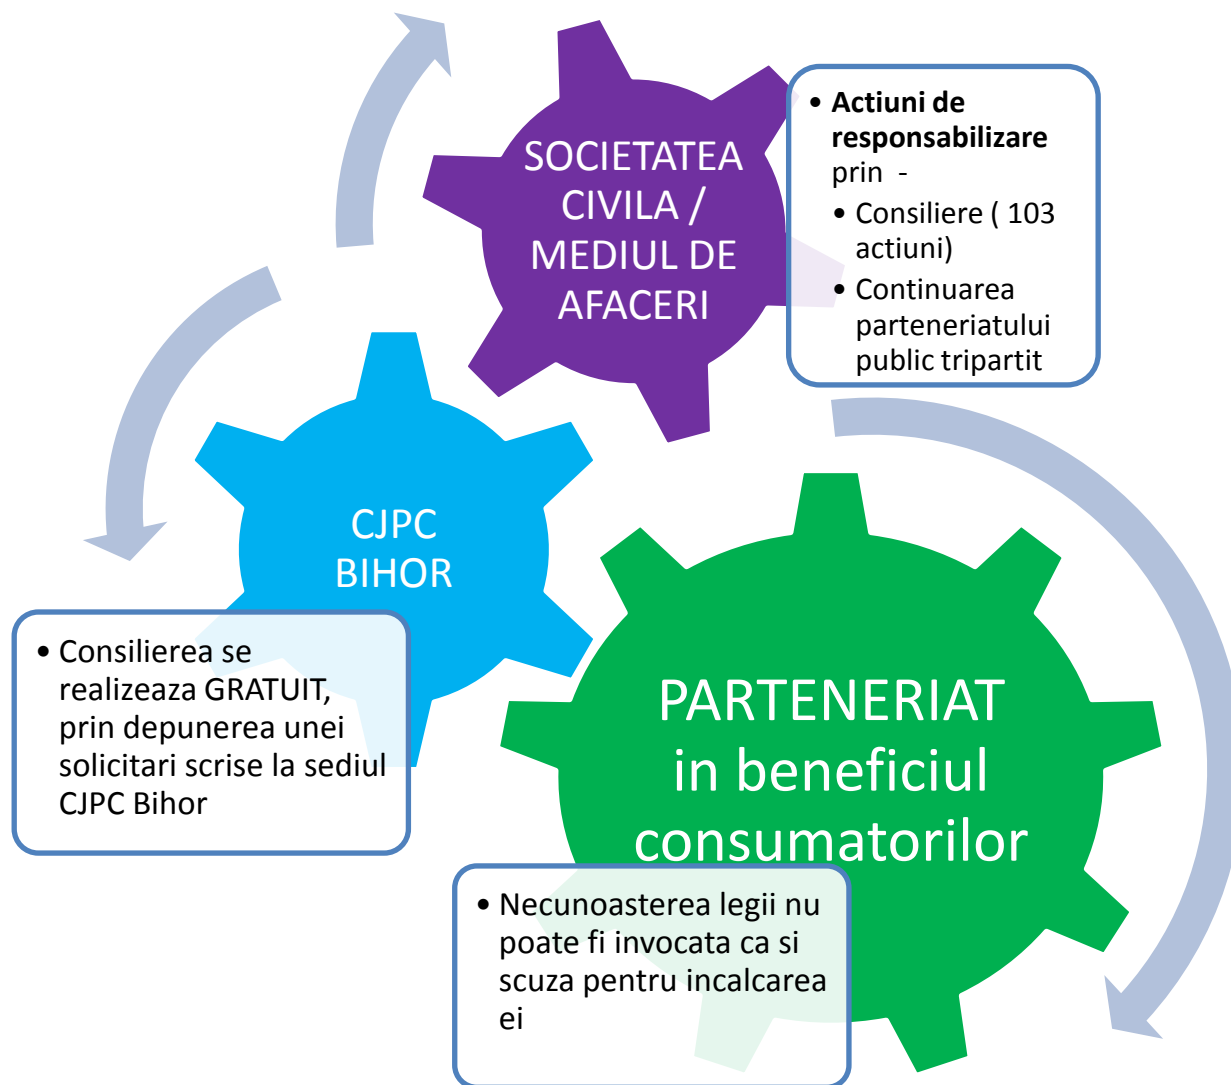 SOCIETATEA
CIVILA /
MEDIUL DE
AFACERI
• Actiuni de
responsabilizare
prin -
• Consiliere ( 103
actiuni)
• Continuarea
parteneriatului
public tripartit
CJPC
BIHOR
• Consilierea se
realizeaza GRATUIT,
prin depunerea unei
solicitari scrise la sediul
CJPC Bihor
PARTENERIAT
in beneficiul
consumatorilor
• Necunoasterea legii nu
poate fi invocata ca si
scuza pentru incalcarea
ei